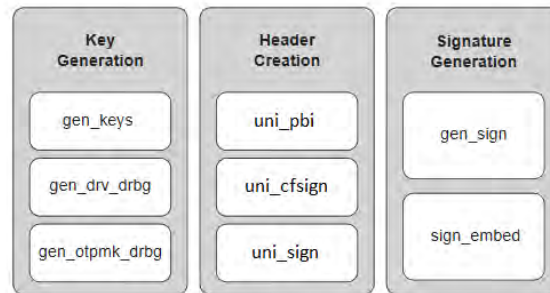 Key
Generation
gen_keys
gen_drv_drbg
gen_otpmk_drbg
Header
Creation
uni_pbi
uni_cfsign
uni_sign
Signature
Generation
gen_sign
sign_embed